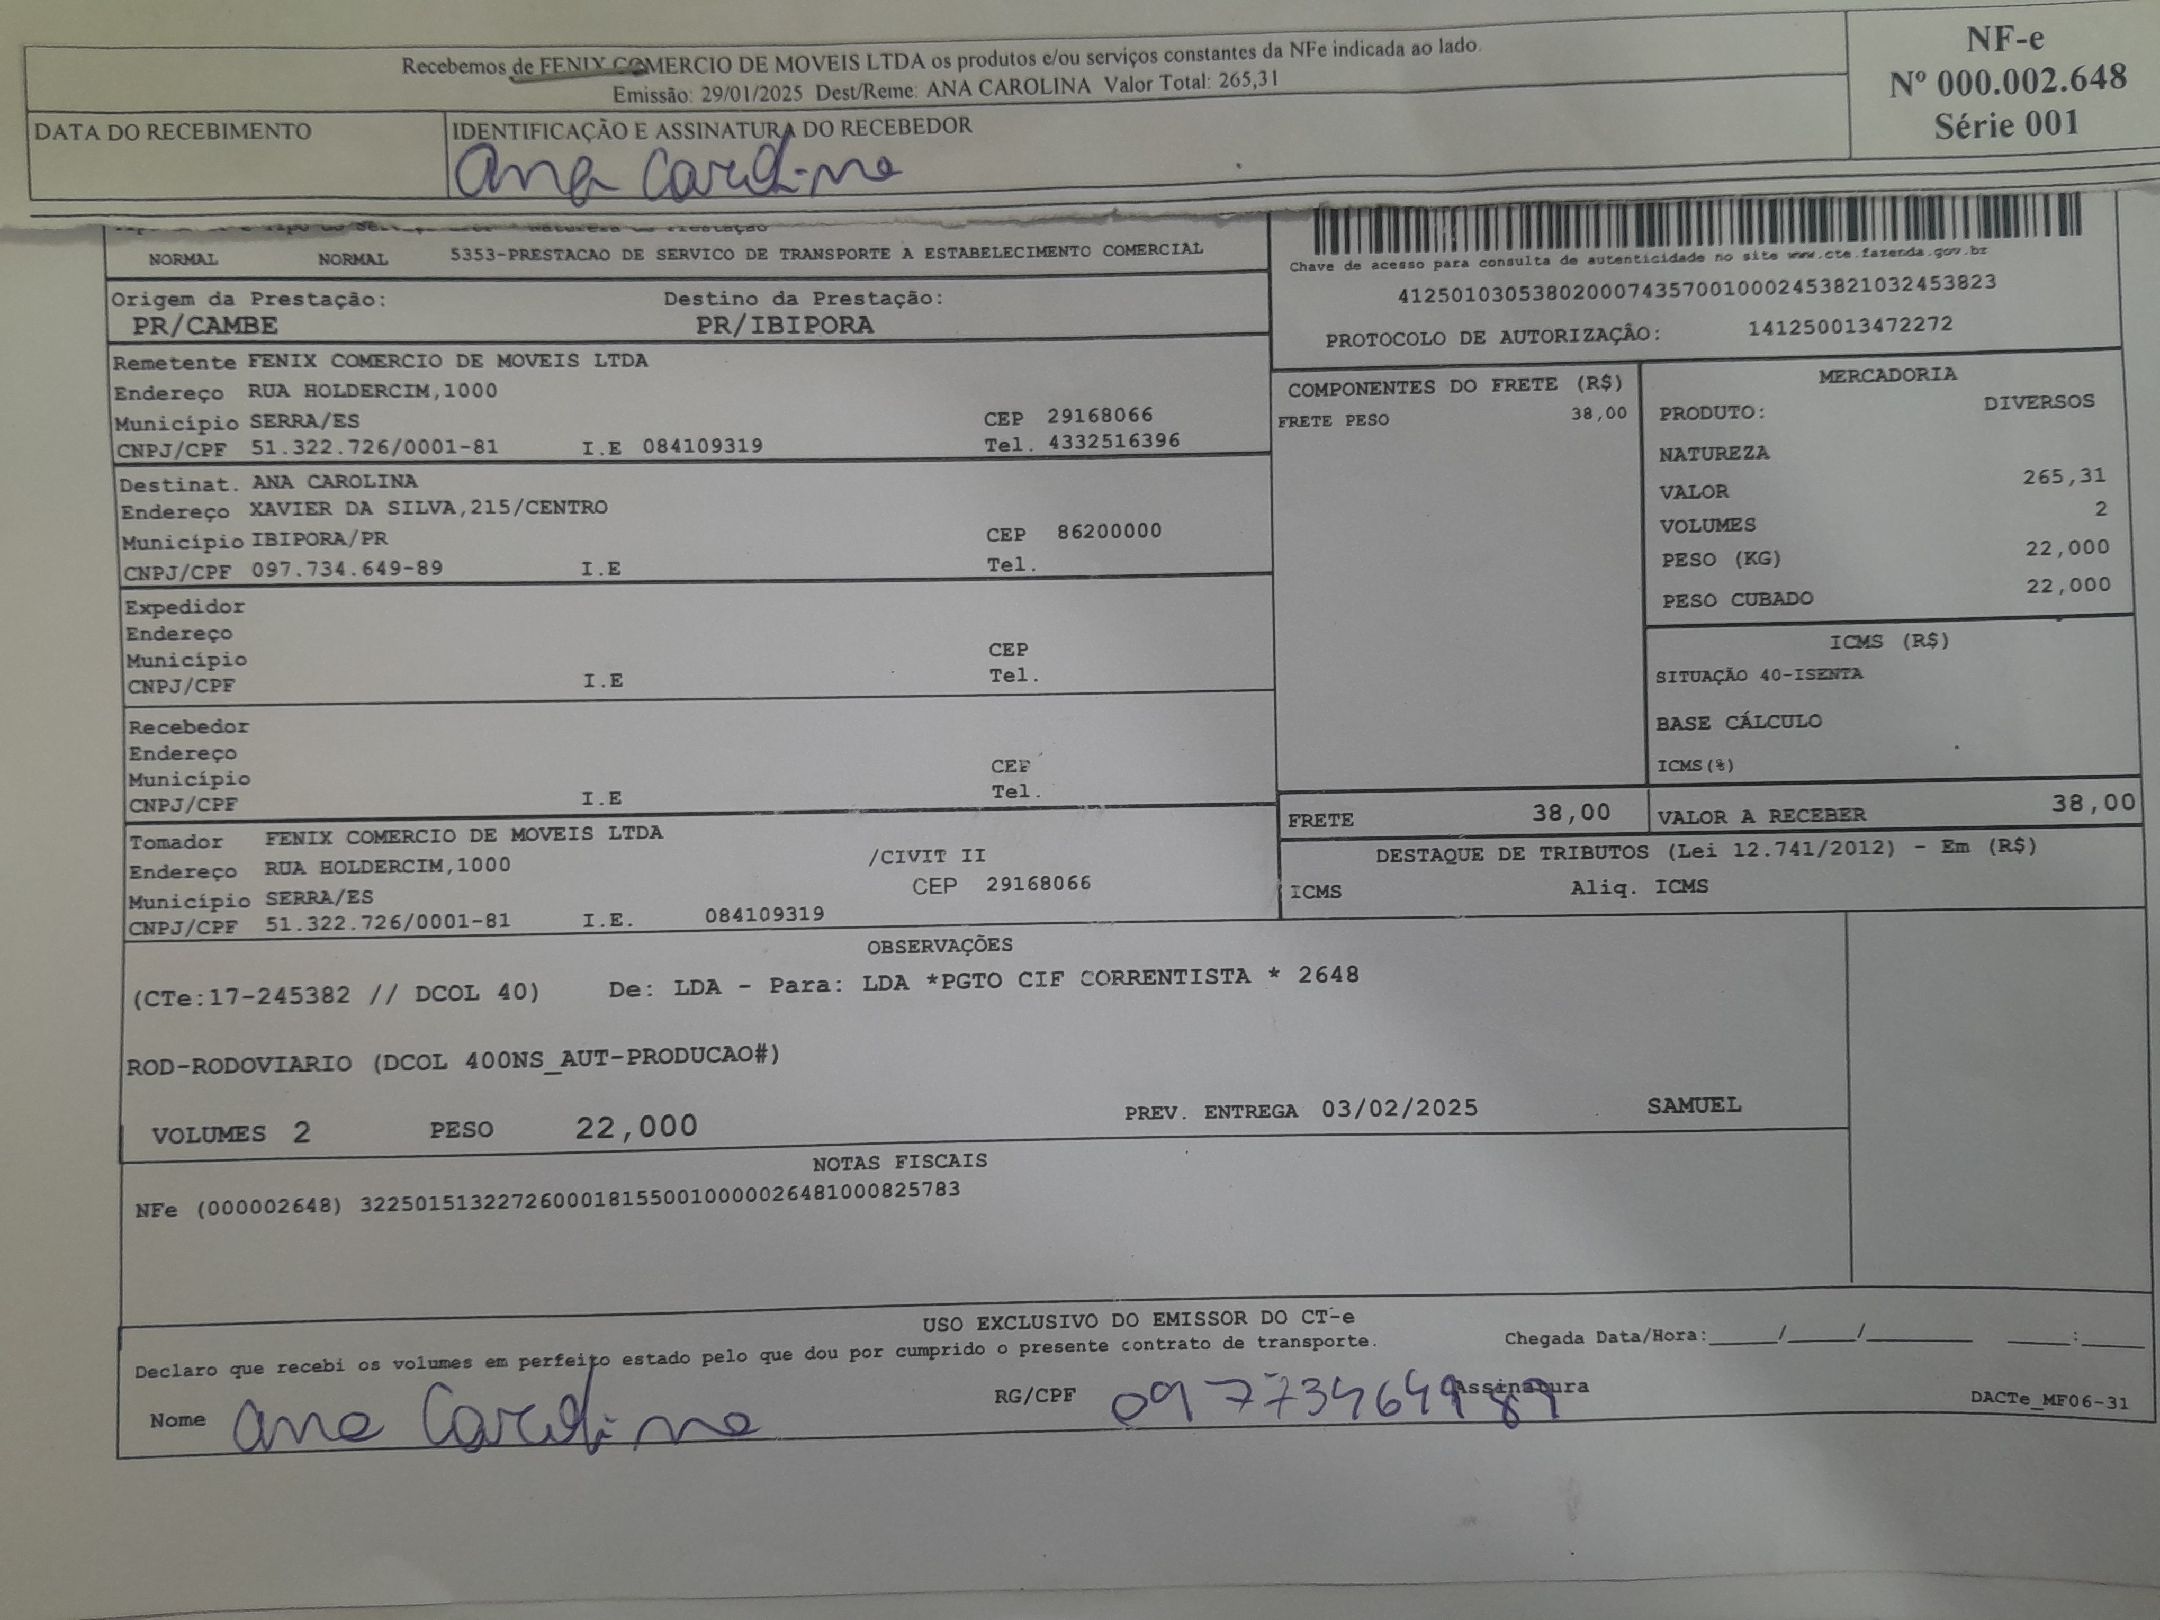 Recebemos de FENIX COMERCIO DE MOVEIS LTDA os produtos e/ou serviços constantes da NFe indicada ao lado.
Emissão: 29/01/2025 Dest/Reme: ANA CAROLINA Valor Total: 265,31
NF-e
Nº 000.002.648
Série 001
DATA DO RECEBIMENTO
IDENTIFICAÇÃO E ASSINATURA DO RECEBEDOR
Ana Carolina
NORMAL NORMAL 5353-PRESTACAO DE SERVICO DE TRANSPORTE A ESTABELECIMENTO COMERCIAL
Chave de acesso para consulta de autenticidade no site www.cte.fazenda.gov.br
41250103053802000743570010002453821032453823
PROTOCOLO DE AUTORIZAÇÃO: 141250013472272
Origem da Prestação: Destino da Prestação:
PR/CAMBE PR/IBIPORA
Remetente FENIX COMERCIO DE MOVEIS LTDA
Endereço RUA HOLDERCIM,1000
Município SERRA/ES CEP 29168066
CNPJ/CPF 51.322.726/0001-81 I.E 084109319 Tel. 4332516396
Destinat. ANA CAROLINA
Endereço XAVIER DA SILVA,215/CENTRO
Município IBIPORA/PR CEP 86200000
CNPJ/CPF 097.734.649-89 I.E Tel.
Expedidor
Endereço
Município CEP
CNPJ/CPF I.E Tel.
Recebedor
Endereço
Município CEP
CNPJ/CPF I.E Tel.
Tomador FENIX COMERCIO DE MOVEIS LTDA
Endereço RUA HOLDERCIM,1000 /CIVIT II
Município SERRA/ES CEP 29168066
CNPJ/CPF 51.322.726/0001-81 I.E. 084109319
COMPONENTES DO FRETE (R$)
FRETE PESO 38,00
MERCADORIA
PRODUTO: DIVERSOS
NATUREZA
VALOR 265,31
VOLUMES 2
PESO (KG) 22,000
PESO CUBADO 22,000
ICMS (R$)
SITUAÇÃO 40-ISENTA
BASE CÁLCULO
ICMS(%)
FRETE 38,00 VALOR A RECEBER 38,00
DESTAQUE DE TRIBUTOS (Lei 12.741/2012) - Em (R$)
ICMS Aliq. ICMS
OBSERVAÇÕES
(CTe:17-245382 // DCOL 40) De: LDA - Para: LDA *PGTO CIF CORRENTISTA * 2648
ROD-RODOVIARIO (DCOL 400NS_AUT-PRODUCAO#)
VOLUMES 2 PESO 22,000 PREV. ENTREGA 03/02/2025 SAMUEL
NOTAS FISCAIS
NFe (000002648) 32250151322726000181550010000026481000825783
USO EXCLUSIVO DO EMISSOR DO CT-e
Declaro que recebi os volumes em perfeito estado pelo que dou por cumprido o presente contrato de transporte. Chegada Data/Hora:_____/_____/________ _____:_____
Nome Ana Carolina RG/CPF 09773464989 Assinatura DACTe_MF06-31